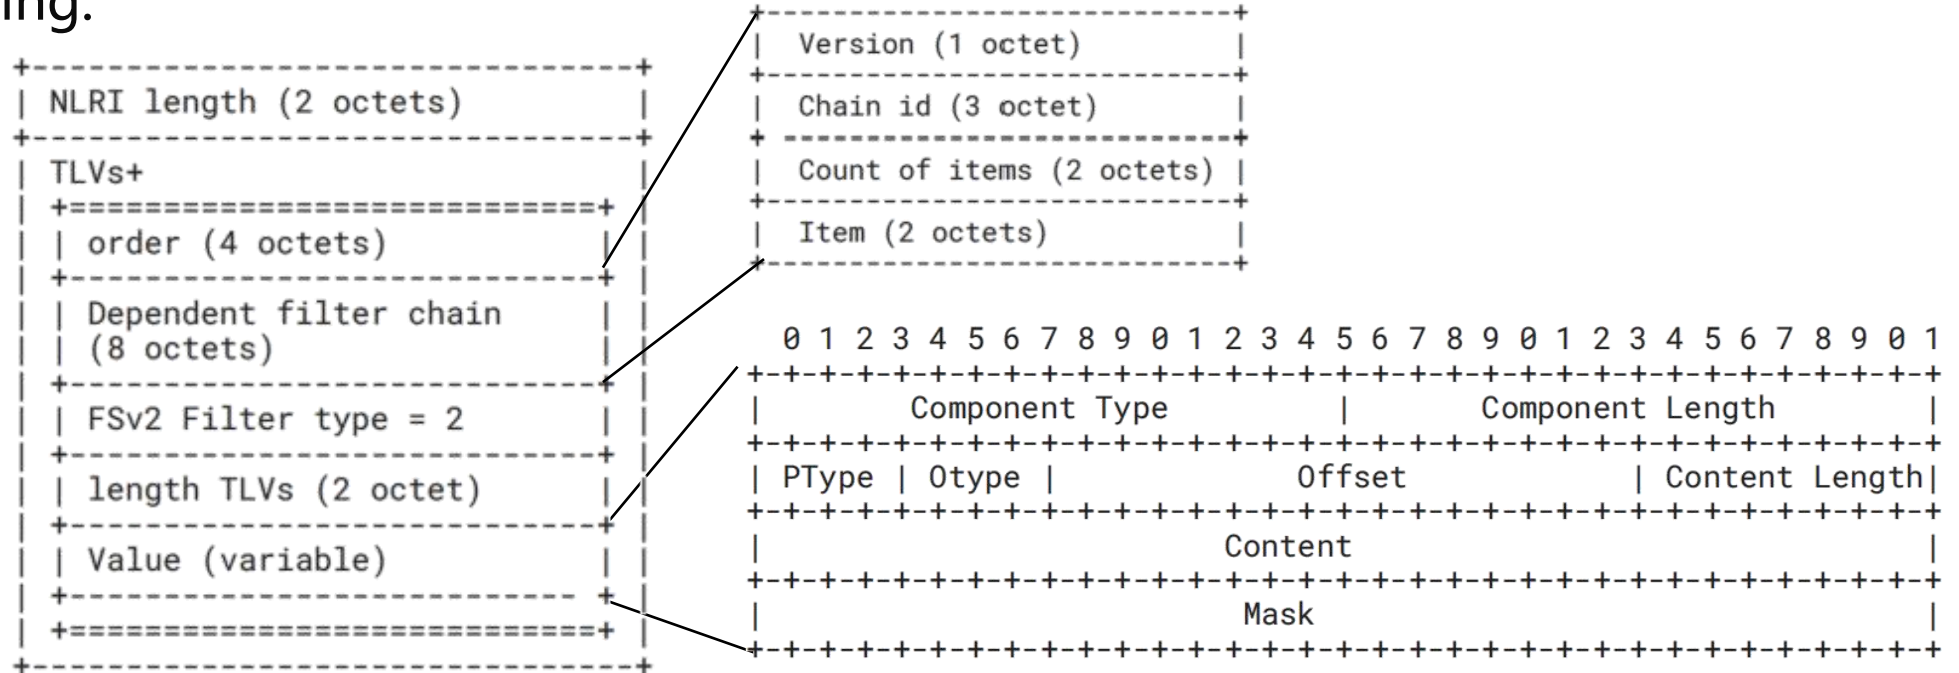 ing.
+--------------------------------+
| NLRI length (2 octets) |
+--------------------------------+
| TLVs+ |
| +============================+ |
| | order (4 octets) | |
| +----------------------------+ |
| | Dependent filter chain | |
| | (8 octets) | |
| +----------------------------+ |
| | FSv2 Filter type = 2 | |
| +----------------------------+ |
| | length TLVs (2 octet) | |
| +----------------------------+ |
| | Value (variable) | |
| +--------------------------- + |
| +============================+ |
+--------------------------------+
+-----------------------------+
| Version (1 octet) |
+-----------------------------+
| Chain id (3 octet) |
+ ----------------------------+
| Count of items (2 octets) |
+-----------------------------+
| Item (2 octets) |
+-----------------------------+
0 1 2 3 4 5 6 7 8 9 0 1 2 3 4 5 6 7 8 9 0 1 2 3 4 5 6 7 8 9 0 1
+-+-+-+-+-+-+-+-+-+-+-+-+-+-+-+-+-+-+-+-+-+-+-+-+-+-+-+-+-+-+-+-+
| Component Type | Component Length |
+-+-+-+-+-+-+-+-+-+-+-+-+-+-+-+-+-+-+-+-+-+-+-+-+-+-+-+-+-+-+-+-+
| PType | Otype | Offset | Content Length|
+-+-+-+-+-+-+-+-+-+-+-+-+-+-+-+-+-+-+-+-+-+-+-+-+-+-+-+-+-+-+-+-+
| Content |
+-+-+-+-+-+-+-+-+-+-+-+-+-+-+-+-+-+-+-+-+-+-+-+-+-+-+-+-+-+-+-+-+
| Mask |
+-+-+-+-+-+-+-+-+-+-+-+-+-+-+-+-+-+-+-+-+-+-+-+-+-+-+-+-+-+-+-+-+